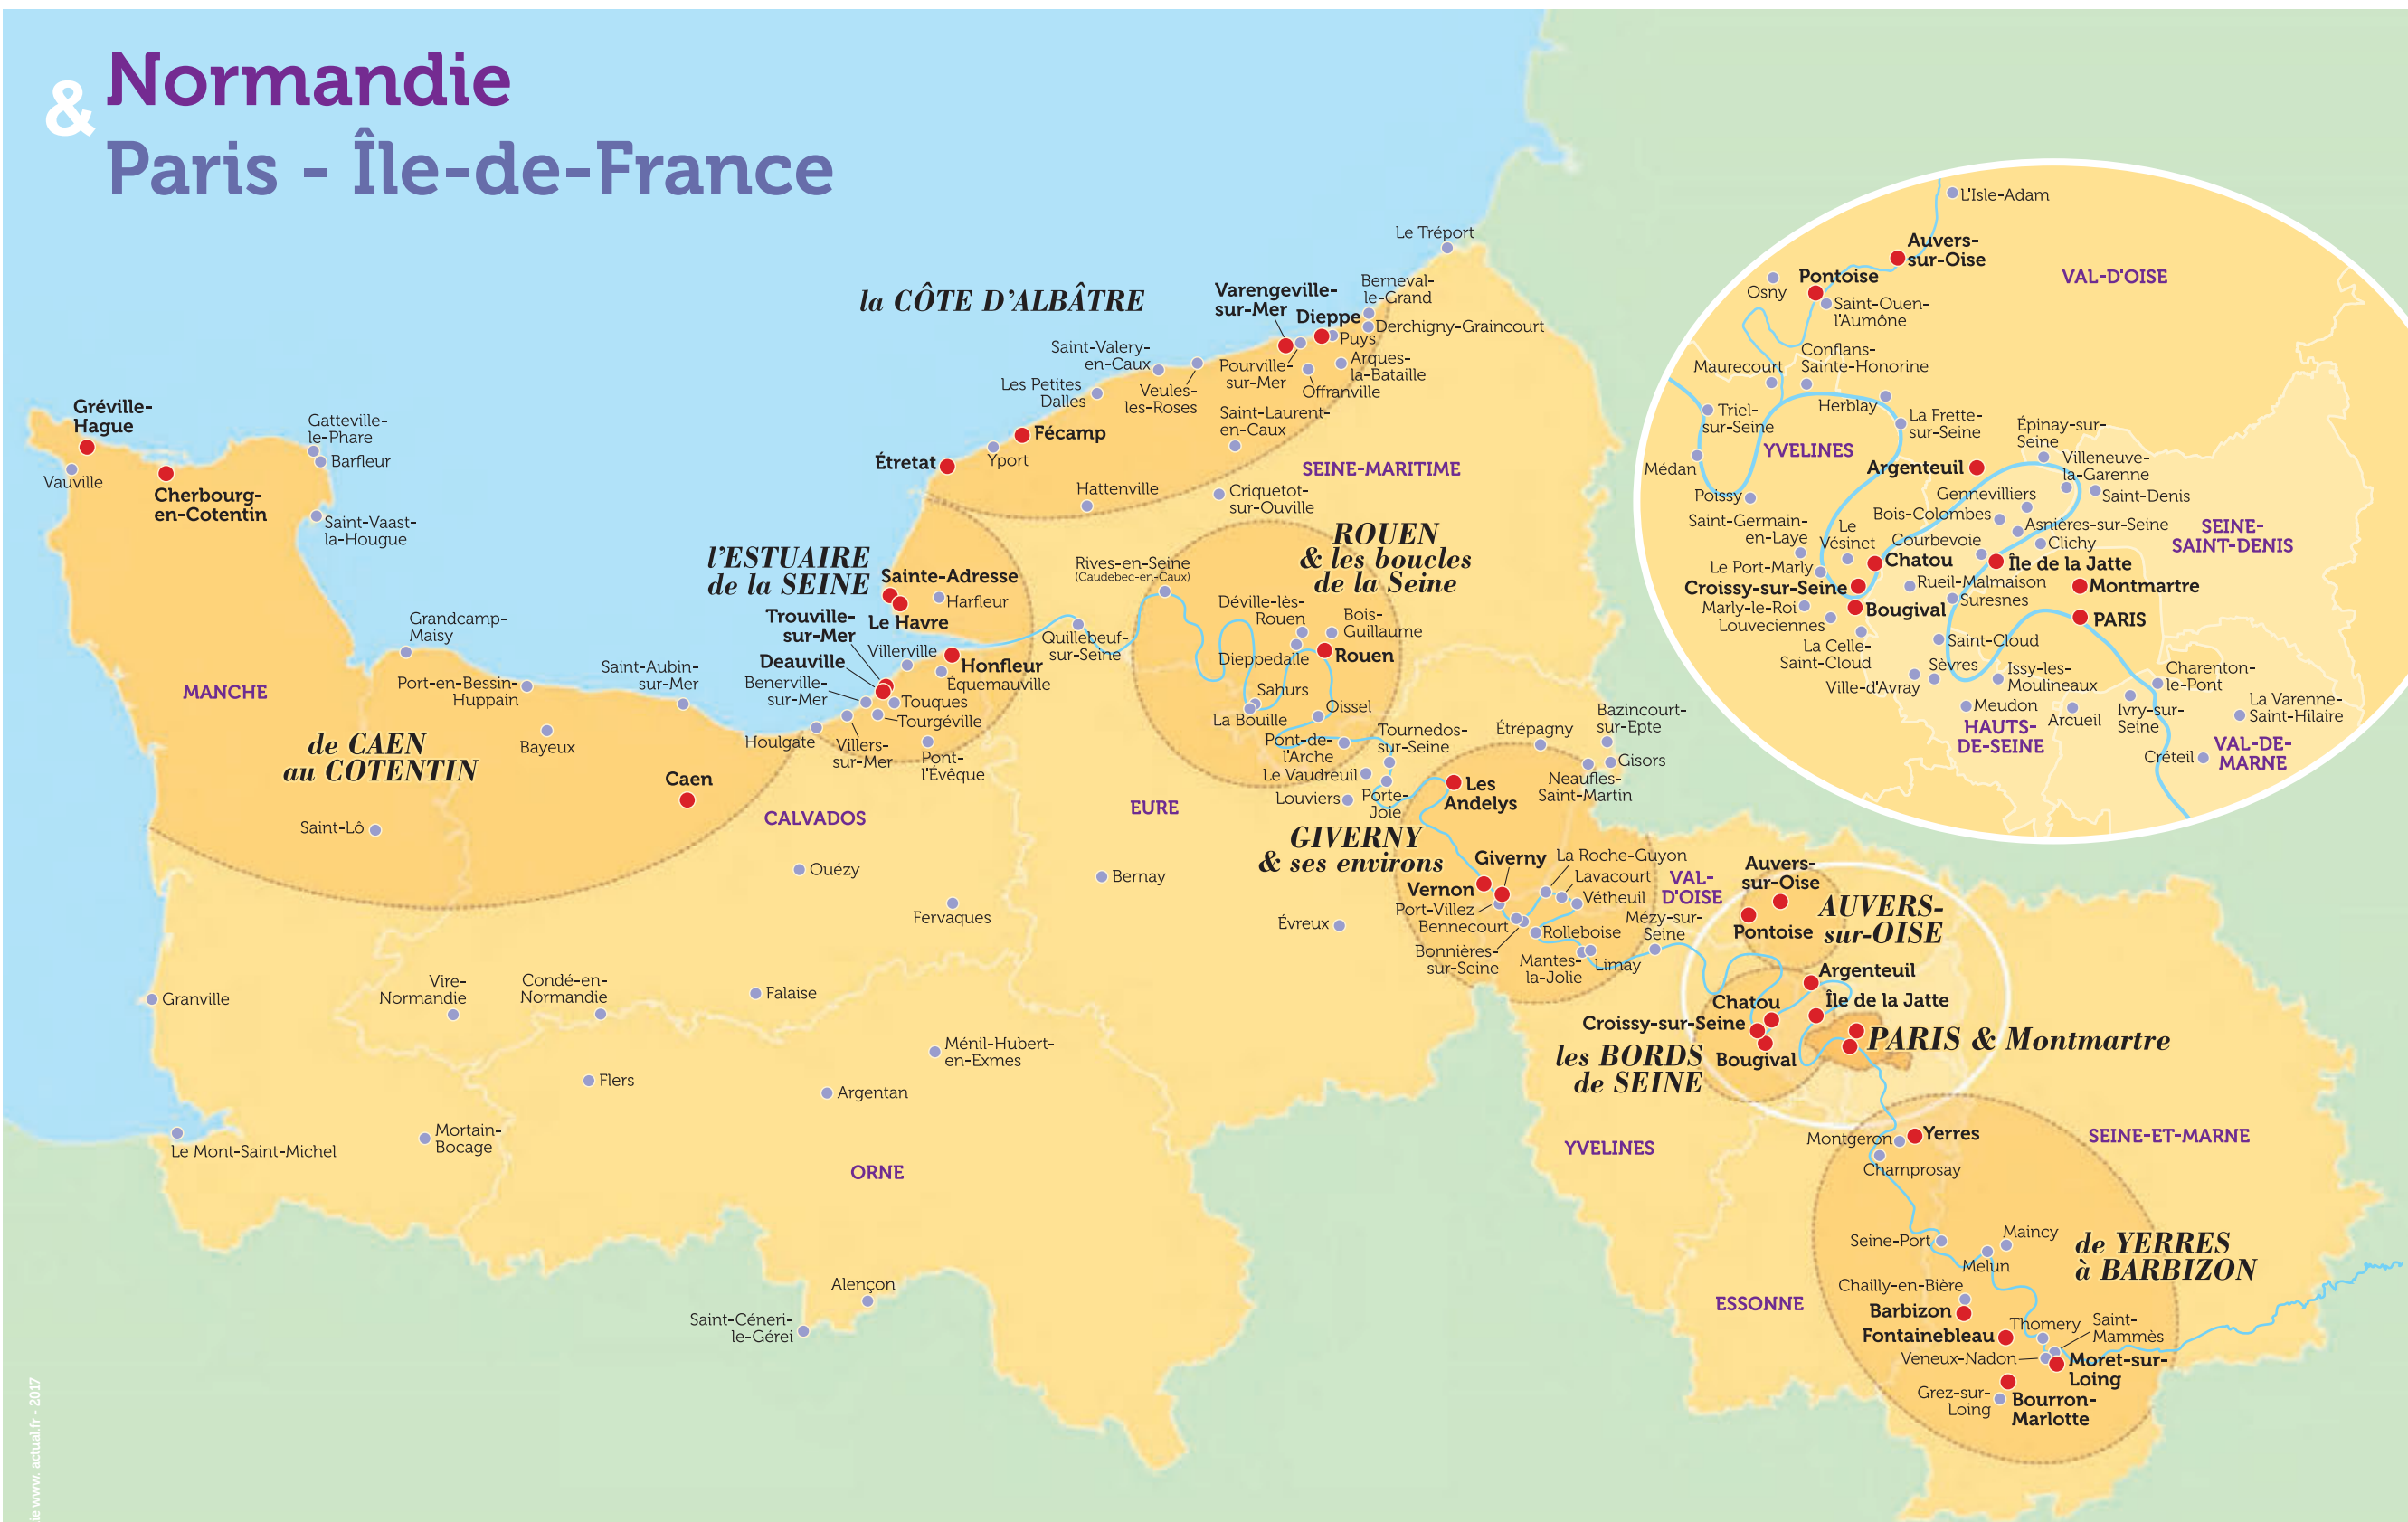 &
Normandie
Paris - Île-de-France
la CÔTE D'ALBÂTRE
Le Tréport
Berneval-
le-Grand
Varengeville-
sur-Mer
Dieppe
Derchigny-Graincourt
Puys
Saint-Valery-
en-Caux
Pourville-
sur-Mer
Arques-
la-Bataille
Offranville
Les Petites
Dalles
Veules-
les-Roses
Saint-Laurent-
en-Caux
Fécamp
Yport
Étretat
SEINE-MARITIME
Hattenville
Criquetot-
sur-Ouville
Gréville-
Hague
Vauville
Cherbourg-
en-Cotentin
Gatteville-
le-Phare
Barfleur
Saint-Vaast-
la-Hougue
l'ESTUAIRE
de la SEINE
Sainte-Adresse
Harfleur
Le Havre
Trouville-
sur-Mer
Deauville
Villerville
Honfleur
Équemauville
Benerville-
sur-Mer
Touques
Tourgéville
Houlgate
Villers-
sur-Mer
Pont-
l'Évêque
ROUEN
& les boucles
de la Seine
Rives-en-Seine
(Caudebec-en-Caux)
Quillebeuf-
sur-Seine
Déville-lès-
Rouen
Bois-
Guillaume
Dieppedalle
Rouen
Sahurs
La Bouille
Oissel
Pont-de-
l'Arche
Tournedos-
sur-Seine
Le Vaudreuil
Louviers
Porte-
Joie
Étrépagny
Bazincourt-
sur-Epte
Gisors
Neaufles-
Saint-Martin
Les
Andelys
Grandcamp-
Maisy
Port-en-Bessin-
Huppain
Saint-Aubin-
sur-Mer
MANCHE
Bayeux
de CAEN
au COTENTIN
Caen
Saint-Lô
CALVADOS
EURE
Ouézy
Bernay
Fervaques
Évreux
GIVERNY
& ses environs
Giverny
Vernon
La Roche-Guyon
Lavacourt
Vétheuil
Port-Villez
Bennecourt
Rolleboise
Bonnières-
sur-Seine
Mantes-
la-Jolie
Limay
Mézy-sur-
Seine
VAL-
D'OISE
Auvers-
sur-Oise
Pontoise
AUVERS-
sur-OISE
Argenteuil
Île de la Jatte
Chatou
Croissy-sur-Seine
Bougival
les BORDS
de SEINE
PARIS & Montmartre
Granville
Vire-
Normandie
Condé-en-
Normandie
Falaise
Ménil-Hubert-
en-Exmes
Flers
Argentan
Mortain-
Bocage
Le Mont-Saint-Michel
ORNE
Alençon
Saint-Céneri-
le-Gérei
YVELINES
Montgeron
Yerres
Champrosay
SEINE-ET-MARNE
Seine-Port
Maincy
Melun
de YERRES
à BARBIZON
Chailly-en-Bière
ESSONNE
Barbizon
Fontainebleau
Thomery
Saint-
Mammès
Veneux-Nadon
Moret-sur-
Loing
Grez-sur-
Loing
Bourron-
Marlotte
L'Isle-Adam
Auvers-
sur-Oise
VAL-D'OISE
Pontoise
Osny
Saint-Ouen-
l'Aumône
Conflans-
Sainte-Honorine
Maurecourt
Herblay
Triel-
sur-Seine
La Frette-
sur-Seine
Épinay-sur-
Seine
YVELINES
Villeneuve-
la-Garenne
Médan
Argenteuil
Poissy
Gennevilliers
Saint-Denis
Bois-Colombes
Saint-Germain-
en-Laye
Le
Vésinet
Asnières-sur-Seine
SEINE-
SAINT-DENIS
Courbevoie
Clichy
Le Port-Marly
Chatou
Île de la Jatte
Croissy-sur-Seine
Rueil-Malmaison
Montmartre
Marly-le-Roi
Suresnes
Bougival
PARIS
Louveciennes
La Celle-
Saint-Cloud
Saint-Cloud
Sèvres
Issy-les-
Moulineaux
Charenton-
le-Pont
Ville-d'Avray
Meudon
Arcueil
Ivry-sur-
Seine
La Varenne-
Saint-Hilaire
HAUTS-
DE-SEINE
Créteil
VAL-DE-
MARNE
ie www. actual.fr - 2017